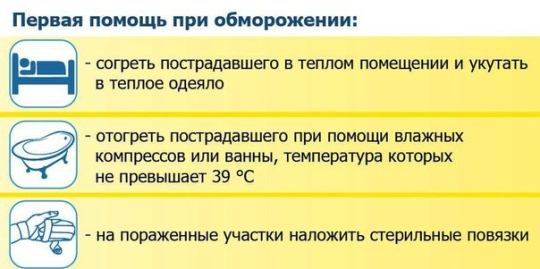 Первая помощь при обморожении:
- согреть пострадавшего в теплом помещении и укутать
в теплое одеяло
- отогреть пострадавшего при помощи влажных
компрессов или ванны, температура которых
не превышает 39 °С
- на пораженные участки наложить стерильные повязки